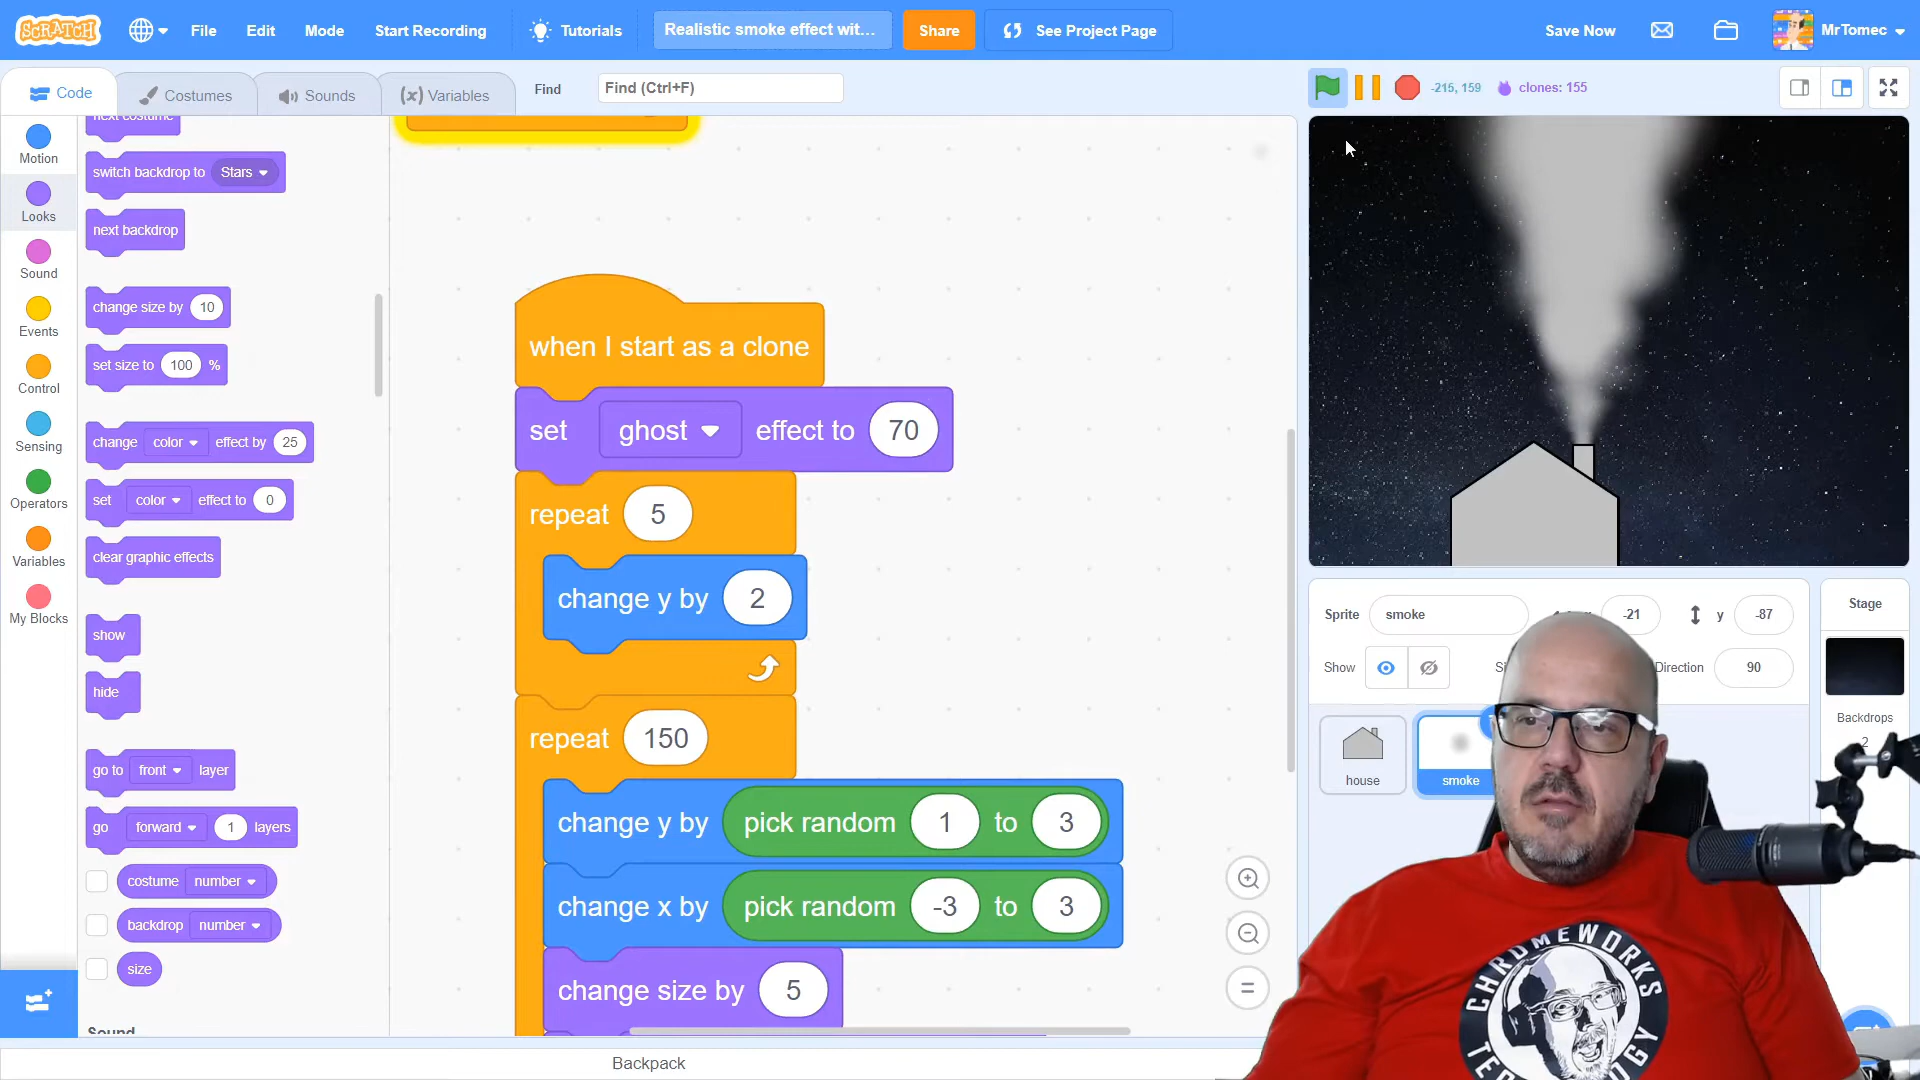 SCRATCH
File
Edit
Mode
Start Recording
Tutorials
Realistic smoke effect wit...
Share
See Project Page
Save Now
MrTomec
Code
Costumes
Sounds
(x) Variables
Find
Find (Ctrl+F)
-215, 159
clones: 155
Motion
Looks
Sound
Events
Control
Sensing
Operators
Variables
My Blocks
next costume
switch backdrop to Stars
next backdrop
change size by 10
set size to 100 %
change color effect by 25
set color effect to 0
clear graphic effects
show
hide
go to front layer
go forward 1 layers
costume number
backdrop number
size
Sound
when I start as a clone
set ghost effect to 70
repeat 5
change y by 2
repeat 150
change y by pick random 1 to 3
change x by pick random -3 to 3
change size by 5
Backpack
Sprite smoke -21 y -87
Show Direction 90
house
smoke
Stage
Backdrops
2
CHROMEWORKS